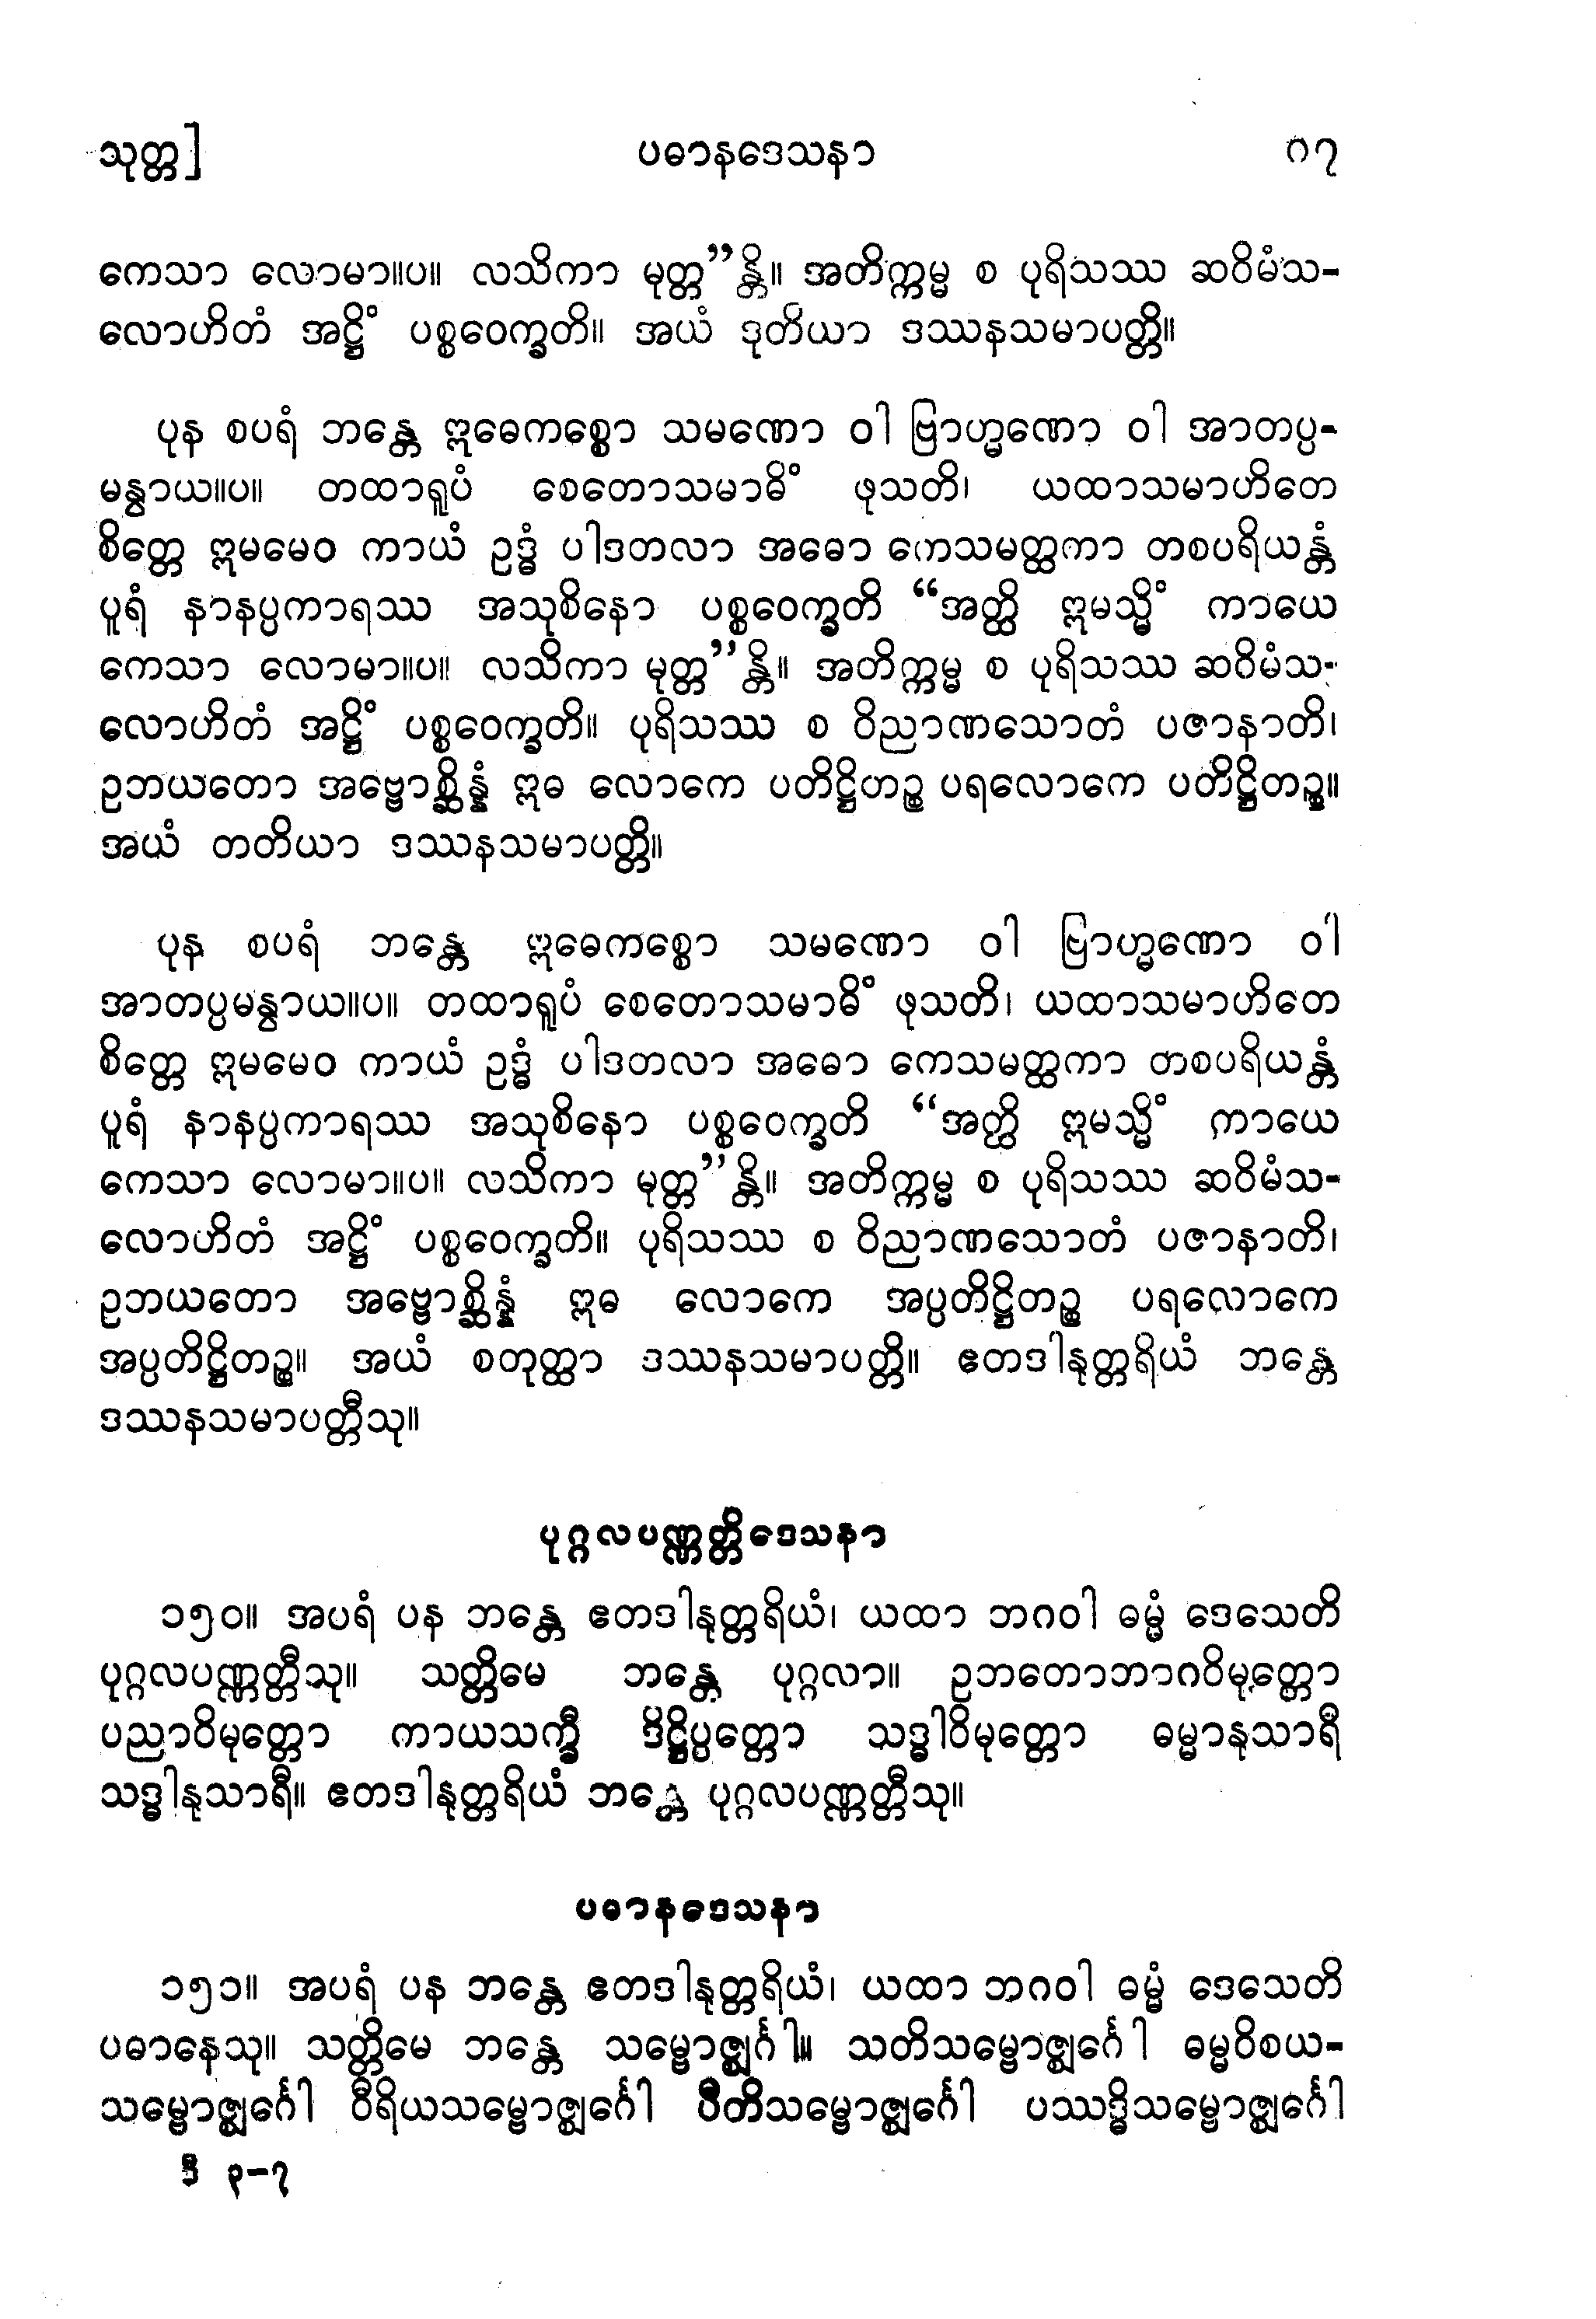 သုတ္တ] ပဓာနဒေသနာ ၈၇
ကေသာ လောမာ။ပ။ လသိကာ မုတ္တ”န္တိ။ အတိက္ကမ္မ စ ပုရိသဿ ဆဝိမံသ-
လောဟိတံ အဋ္ဌိံ ပစ္စဝေက္ခတိ။ အယံ ဒုတိယာ ဒဿနသမာပတ္တိ။
ပုန စပရံ ဘန္တေ ဣဓေကစ္စော သမဏော ဝါ ဗြာဟ္မဏော ဝါ အာတပ္ပ-
မန္ဝာယ။ပ။ တထာရူပံ စေတောသမာဓိံ ဖုသတိ၊ ယထာသမာဟိတေ
စိတ္တေ ဣမမေဝ ကာယံ ဥဒ္ဓံ ပါဒတလာ အဓော ကေသမတ္ထကာ တစပရိယန္တံ
ပူရံ နာနပ္ပကာရဿ အသုစိနော ပစ္စဝေက္ခတိ “အတ္ထိ ဣမသ္မိံ ကာယေ
ကေသာ လောမာ။ပ။ လသိကာ မုတ္တ”န္တိ။ အတိက္ကမ္မ စ ပုရိသဿ ဆဝိမံသ-
လောဟိတံ အဋ္ဌိံ ပစ္စဝေက္ခတိ။ ပုရိသဿ စ ဝိညာဏသောတံ ပဇာနာတိ၊
ဥဘယတော အဗ္ဗောစ္ဆိန္နံ ဣဓ လောကေ ပတိဋ္ဌိတဉ္စ ပရလောကေ ပတိဋ္ဌိတဉ္စ။
အယံ တတိယာ ဒဿနသမာပတ္တိ။
ပုန စပရံ ဘန္တေ ဣဓေကစ္စော သမဏော ဝါ ဗြာဟ္မဏော ဝါ
အာတပ္ပမန္ဝာယ။ပ။ တထာရူပံ စေတောသမာဓိံ ဖုသတိ၊ ယထာသမာဟိတေ
စိတ္တေ ဣမမေဝ ကာယံ ဥဒ္ဓံ ပါဒတလာ အဓော ကေသမတ္ထကာ တစပရိယန္တံ
ပူရံ နာနပ္ပကာရဿ အသုစိနော ပစ္စဝေက္ခတိ “အတ္ထိ ဣမသ္မိံ ကာယေ
ကေသာ လောမာ။ပ။ လသိကာ မုတ္တ”န္တိ။ အတိက္ကမ္မ စ ပုရိသဿ ဆဝိမံသ-
လောဟိတံ အဋ္ဌိံ ပစ္စဝေက္ခတိ။ ပုရိသဿ စ ဝိညာဏသောတံ ပဇာနာတိ၊
ဥဘယတော အဗ္ဗောစ္ဆိန္နံ ဣဓ လောကေ အပ္ပတိဋ္ဌိတဉ္စ ပရလောကေ
အပ္ပတိဋ္ဌိတဉ္စ။ အယံ စတုတ္ထာ ဒဿနသမာပတ္တိ။ ဧတဒါနုတ္တရိယံ ဘန္တေ
ဒဿနသမာပတ္တီသု။
ပုဂ္ဂလပဏ္ဏတ္တိဒေသနာ
၁၅၀။ အပရံ ပန ဘန္တေ ဧတဒါနုတ္တရိယံ၊ ယထာ ဘဂဝါ ဓမ္မံ ဒေသေတိ
ပုဂ္ဂလပဏ္ဏတ္တီသု။ သတ္တိမေ ဘန္တေ ပုဂ္ဂလာ။ ဥဘတောဘာဂဝိမုတ္တော
ပညာဝိမုတ္တော ကာယသက္ခီ ဒိဋ္ဌိပ္ပတ္တော သဒ္ဓါဝိမုတ္တော ဓမ္မာနုသာရီ
သဒ္ဓါနုသာရီ။ ဧတဒါနုတ္တရိယံ ဘန္တေ ပုဂ္ဂလပဏ္ဏတ္တီသု။
ပဓာနဒေသနာ
၁၅၁။ အပရံ ပန ဘန္တေ ဧတဒါနုတ္တရိယံ၊ ယထာ ဘဂဝါ ဓမ္မံ ဒေသေတိ
ပဓာနေသု။ သတ္တိမေ ဘန္တေ သမ္ဗောဇ္ဈင်္ဂါ။ သတိသမ္ဗောဇ္ဈင်္ဂေါ ဓမ္မဝိစယ-
သမ္ဗောဇ္ဈင်္ဂေါ ဝီရိယသမ္ဗောဇ္ဈင်္ဂေါ ပီတိသမ္ဗောဇ္ဈင်္ဂေါ ပဿဒ္ဓိသမ္ဗောဇ္ဈင်္ဂေါ
ဒီ ၃-၇